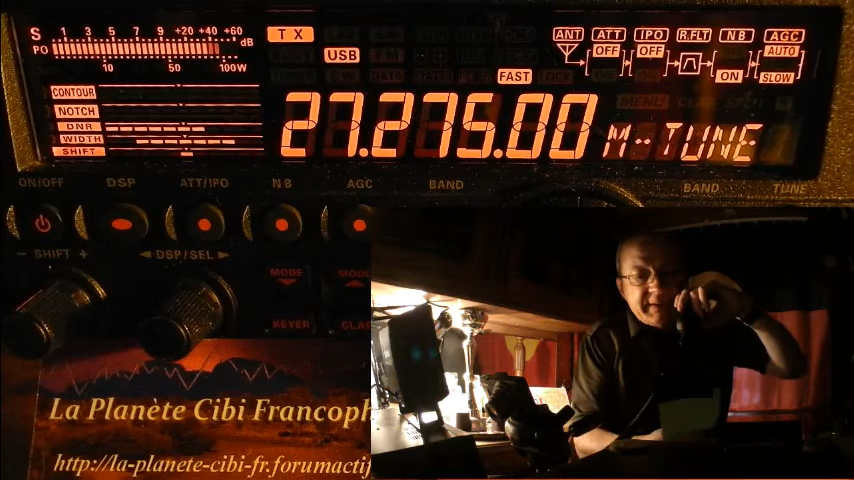 S 1 3 5 7 9 +20 +40 +60 dB
PO
10 50 100W
TX
USB
FAST
ANT ATT IPO R.FLT NB AGC
OFF OFF AUTO
ON SLOW
CONTOUR
NOTCH
DNR
WIDTH
SHIFT
27.275.00 M-TUNE
MENU
ON/OFF DSP ATT/IPO NB AGC BAND BAND TUNE
- SHIFT + ◄DSP/SEL►
MODE MODE
KEYER
La Planète Cibi Francoph
http://la-planete-cibi-fr.forumactif